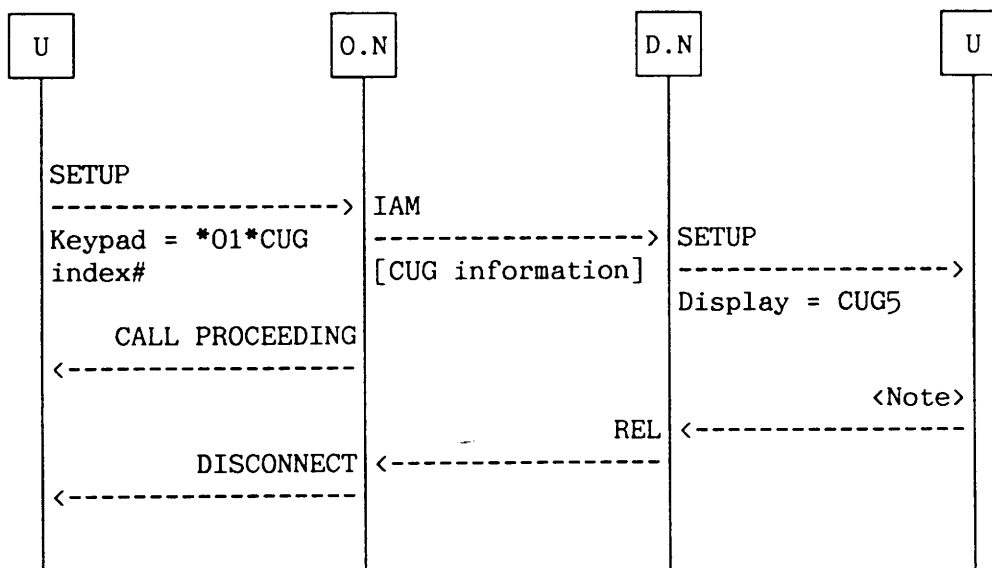 U
O.N
D.N
U
SETUP
IAM
Keypad = *01*CUG
index#
[CUG information]
SETUP
Display = CUG5
CALL PROCEEDING
<Note>
REL
DISCONNECT